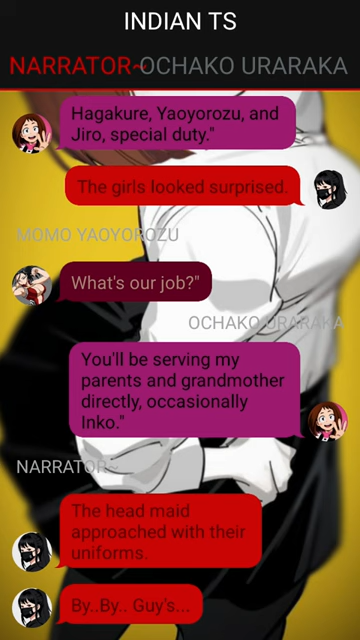 INDIAN TS
NARRATOR~
OCHAKO URARAKA
Hagakure, Yaoyorozu, and
Jiro, special duty."
The girls looked surprised.
MOMO YAOYOROZU
What's our job?"
OCHAKO URARAKA
You'll be serving my
parents and grandmother
directly, occasionally
Inko."
NARRATOR~
The head maid
approached with their
uniforms.
By..By.. Guy's...